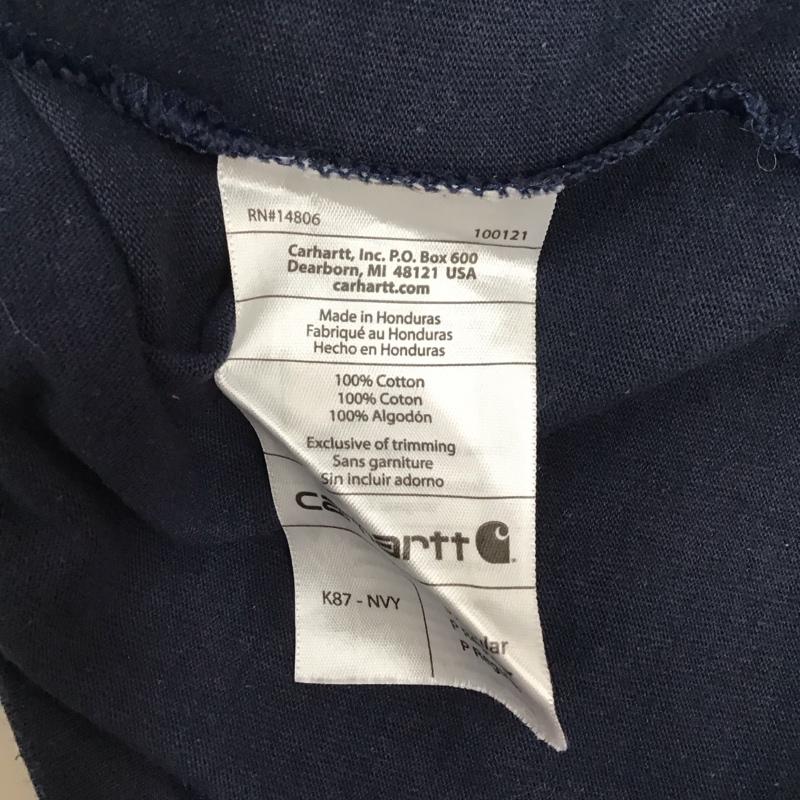 RN#14806
100121
Carhartt, Inc. P.O. Box 600
Dearborn, MI 48121 USA
carhartt.com
Made in Honduras
Fabriqué au Honduras
Hecho en Honduras
100% Cotton
100% Coton
100% Algodón
Exclusive of trimming
Sans garniture
Sin incluir adorno
carhartt
K87 - NVY